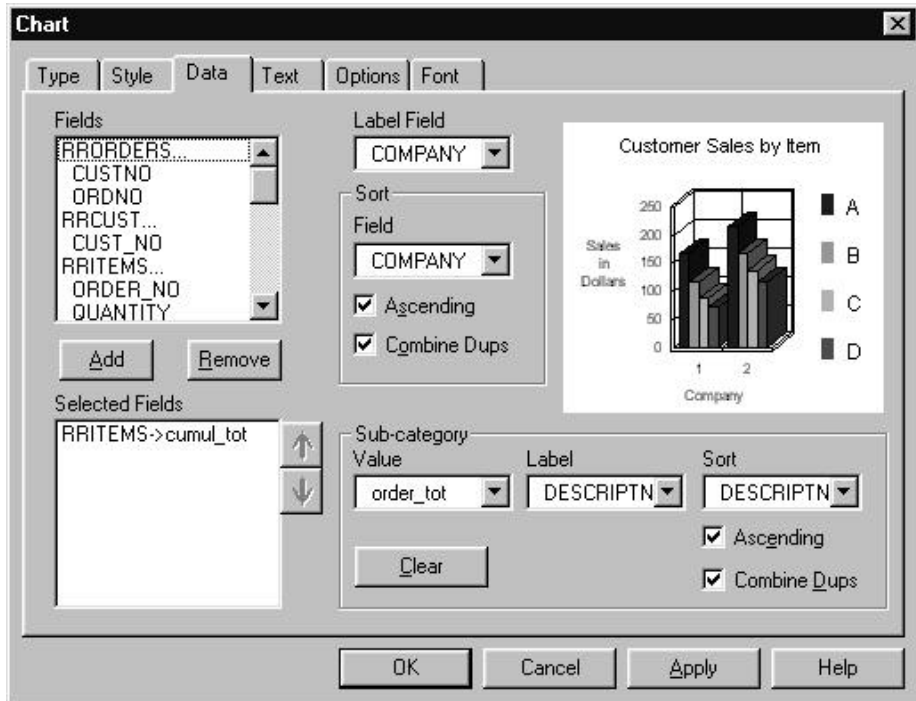 Chart
Type Style Data Text Options Font
Fields
RRORDERS...
CUSTNO
ORDNO
RRCUST...
CUST_NO
RRITEMS...
ORDER_NO
QUANTITY
Add Remove
Selected Fields
RRITEMS->cumul_tot
Label Field
COMPANY
Sort
Field
COMPANY
Ascending
Combine Dups
Customer Sales by Item
250
200
150
100
50
0
Sales
in
Dollars
1 2
Company
A
B
C
D
Sub-category
Value Label Sort
order_tot DESCRIPTN DESCRIPTN
Ascending
Clear
Combine Dups
OK Cancel Apply Help